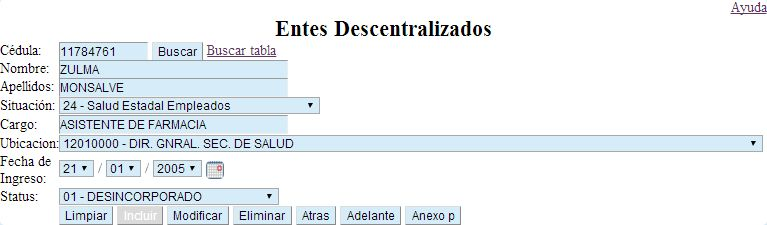 Ayuda
Entes Descentralizados
Cédula: 11784761 Buscar Buscar tabla
Nombre: ZULMA
Apellidos: MONSALVE
Situación: 24 - Salud Estadal Empleados
Cargo: ASISTENTE DE FARMACIA
Ubicacion: 12010000 - DIR. GNRAL. SEC. DE SALUD
Fecha de
Ingreso: 21 / 01 / 2005
Status: 01 - DESINCORPORADO
Limpiar Incluir Modificar Eliminar Atras Adelante Anexo p